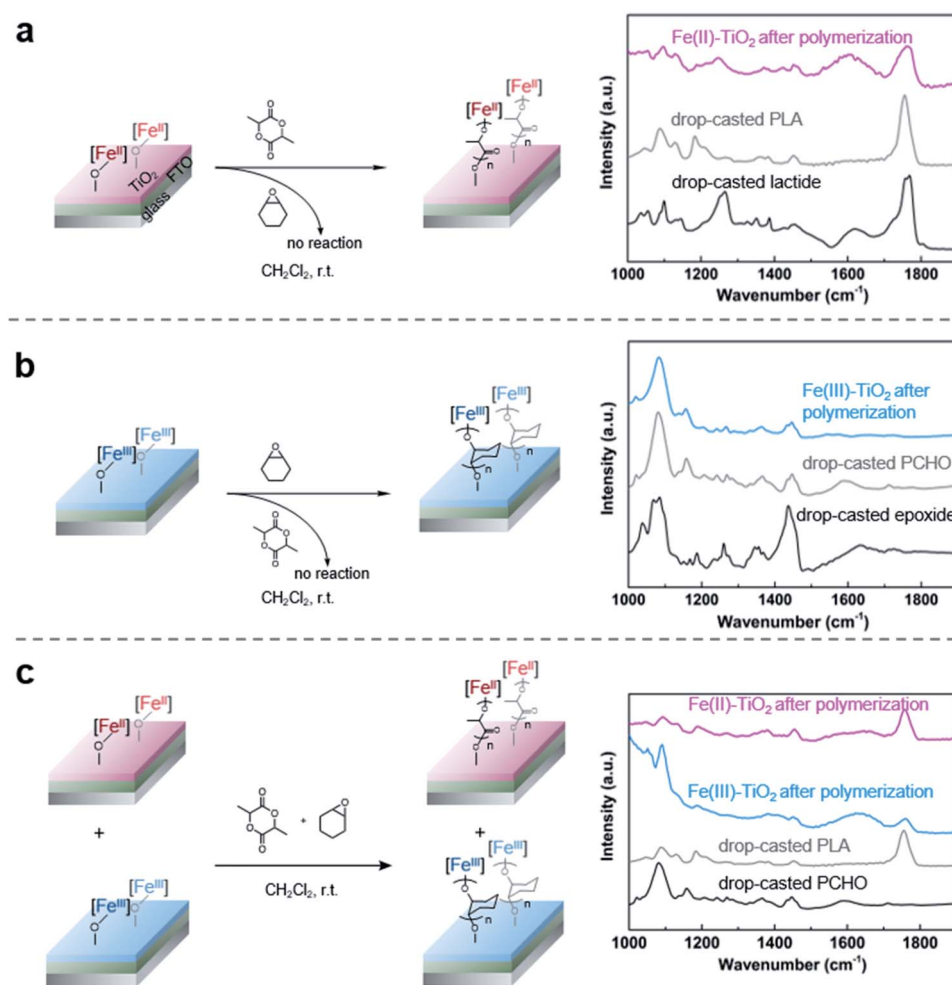 a
[Feᴵᴵ]
[Feᴵᴵ]
O
O
TiO₂
FTO
glass
O
O
O
O
O
no reaction
CH₂Cl₂, r.t.
[Feᴵᴵ]
[Feᴵᴵ]
O
O
O
O
n
n
Fe(II)-TiO₂ after polymerization
drop-casted PLA
drop-casted lactide
Intensity (a.u.)
1000 1200 1400 1600 1800
Wavenumber (cm⁻¹)
b
[Feᴵᴵᴵ]
[Feᴵᴵᴵ]
O
O
O
O
O
O
O
no reaction
CH₂Cl₂, r.t.
[Feᴵᴵᴵ]
[Feᴵᴵᴵ]
O
O
n
n
O
O
Fe(III)-TiO₂ after
polymerization
drop-casted PCHO
drop-casted epoxide
Intensity (a.u.)
1000 1200 1400 1600 1800
Wavenumber (cm⁻¹)
c
[Feᴵᴵ]
[Feᴵᴵ]
O
O
+
[Feᴵᴵᴵ]
[Feᴵᴵᴵ]
O
O
O
O
O
O
+
O
CH₂Cl₂, r.t.
[Feᴵᴵ]
[Feᴵᴵ]
O
O
O
O
n
n
+
[Feᴵᴵᴵ]
[Feᴵᴵᴵ]
O
O
n
n
O
O
Fe(II)-TiO₂ after polymerization
Fe(III)-TiO₂ after polymerization
drop-casted PLA
drop-casted PCHO
Intensity (a.u.)
1000 1200 1400 1600 1800
Wavenumber (cm⁻¹)